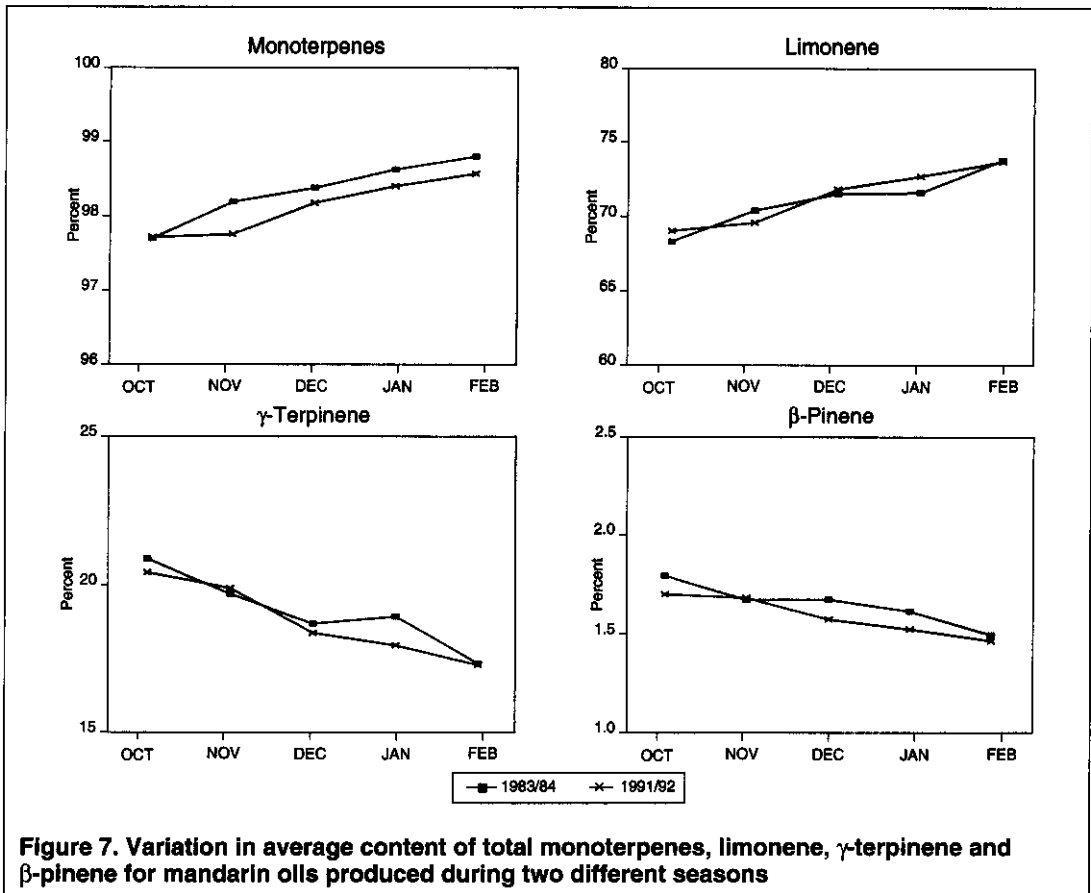 Monoterpenes
100
99
98
97
96
Percent
OCT NOV DEC JAN FEB
Limonene
80
75
70
65
60
Percent
OCT NOV DEC JAN FEB
γ-Terpinene
25
20
15
Percent
OCT NOV DEC JAN FEB
β-Pinene
2.5
2.0
1.5
1.0
Percent
OCT NOV DEC JAN FEB
1983/84 1991/92
Figure 7. Variation in average content of total monoterpenes, limonene, γ-terpinene and
β-pinene for mandarin oils produced during two different seasons